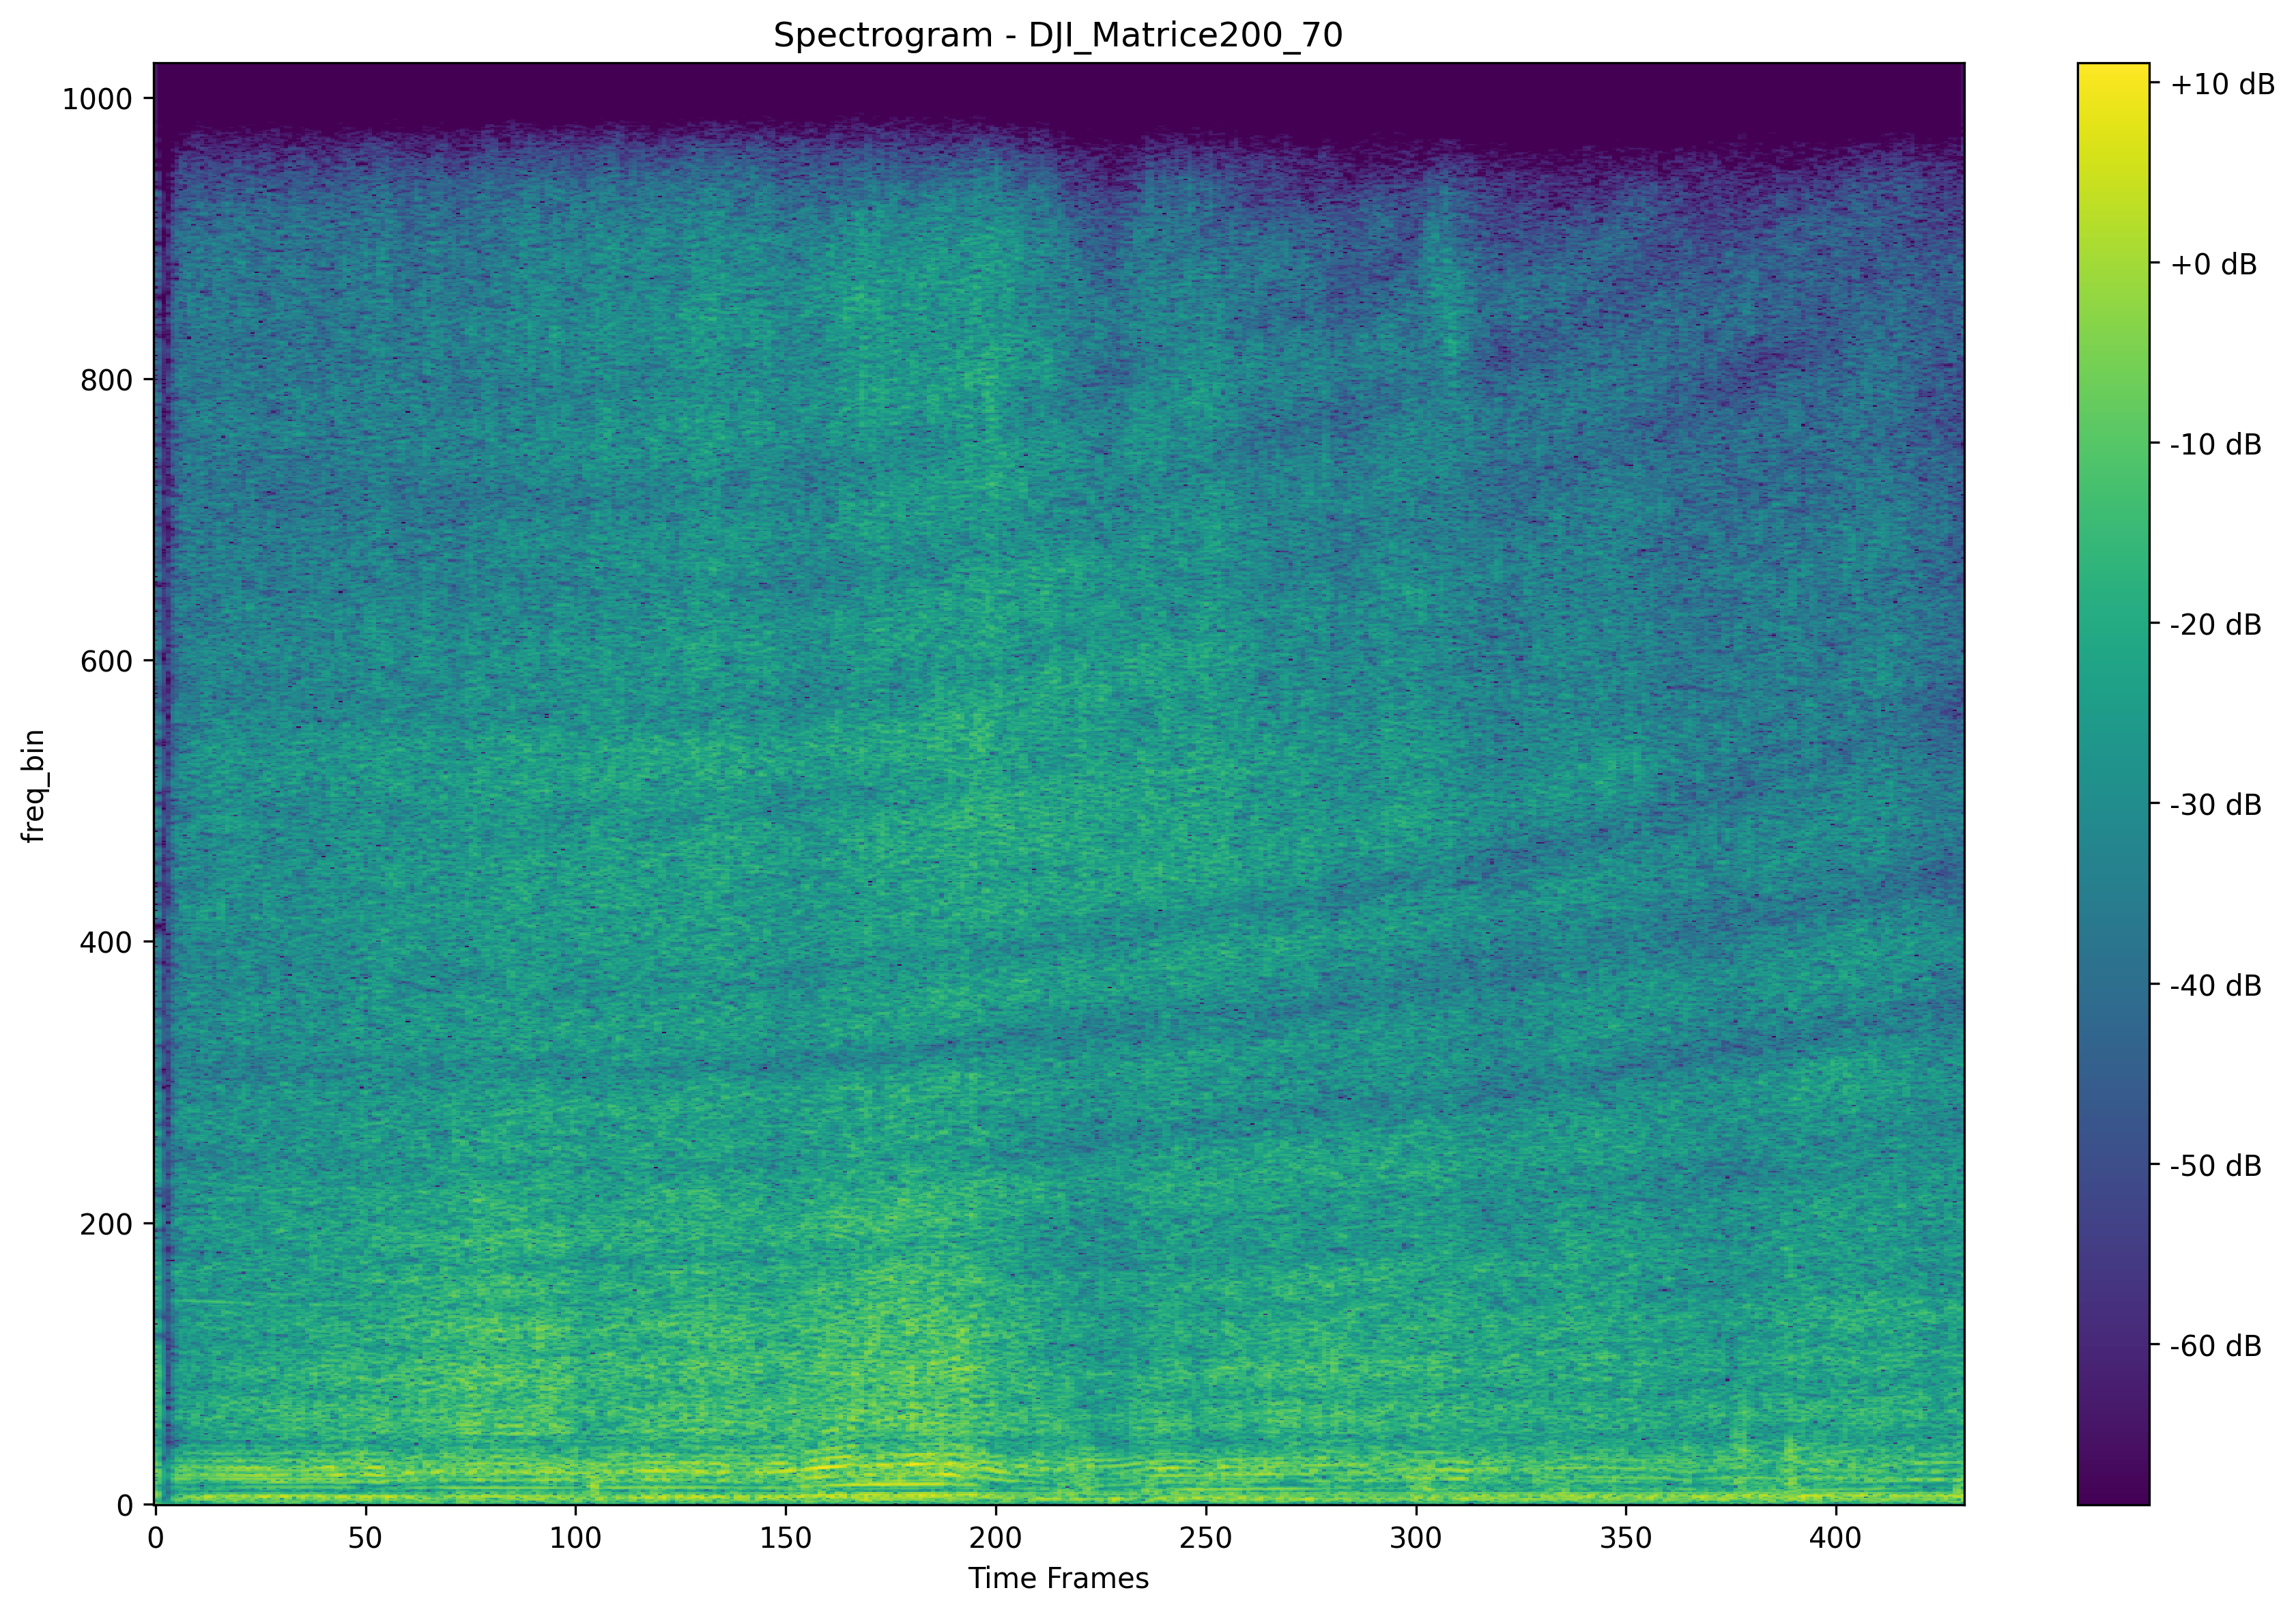 Spectrogram - DJI_Matrice200_70
1000
800
600
400
200
0
freq_bin
0 50 100 150 200 250 300 350 400
Time Frames
+10 dB
+0 dB
-10 dB
-20 dB
-30 dB
-40 dB
-50 dB
-60 dB